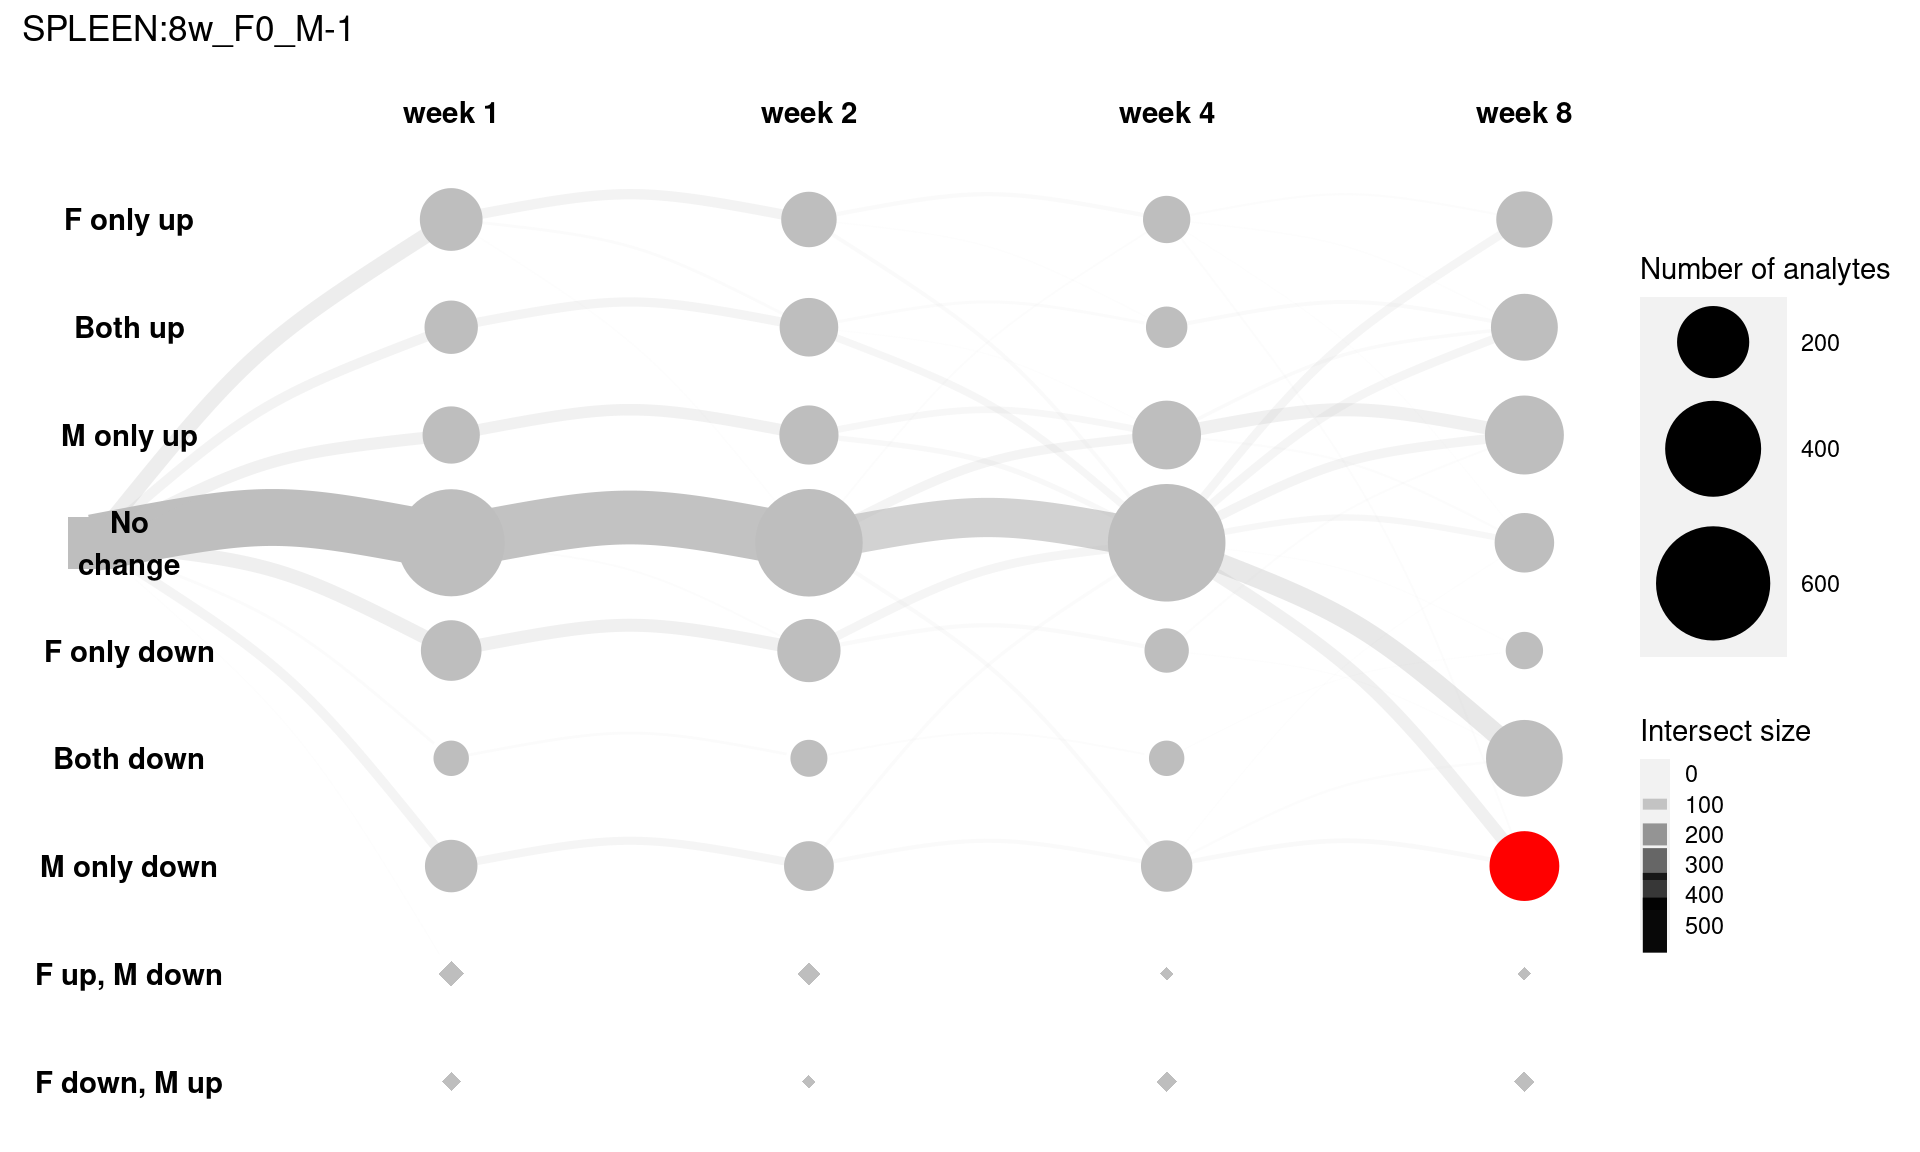 SPLEEN:8w_F0_M-1
week 1
week 2
week 4
week 8
F only up
Both up
M only up
No
change
F only down
Both down
M only down
F up, M down
F down, M up
Number of analytes
200
400
600
Intersect size
0
100
200
300
400
500